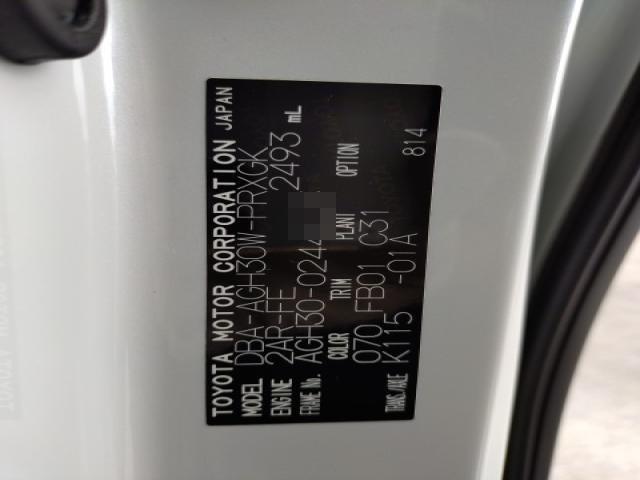 TOYOTA MOTOR CORPORATION JAPAN
MODEL DBA-AGH30W-PRXGK
ENGINE 2AR-FE 2493 mL
FRAME No. AGH30-0244
COLOR TRIM PLANT OPTION
070 FB01 C31
TRANS/AXLE K115 -01A 814